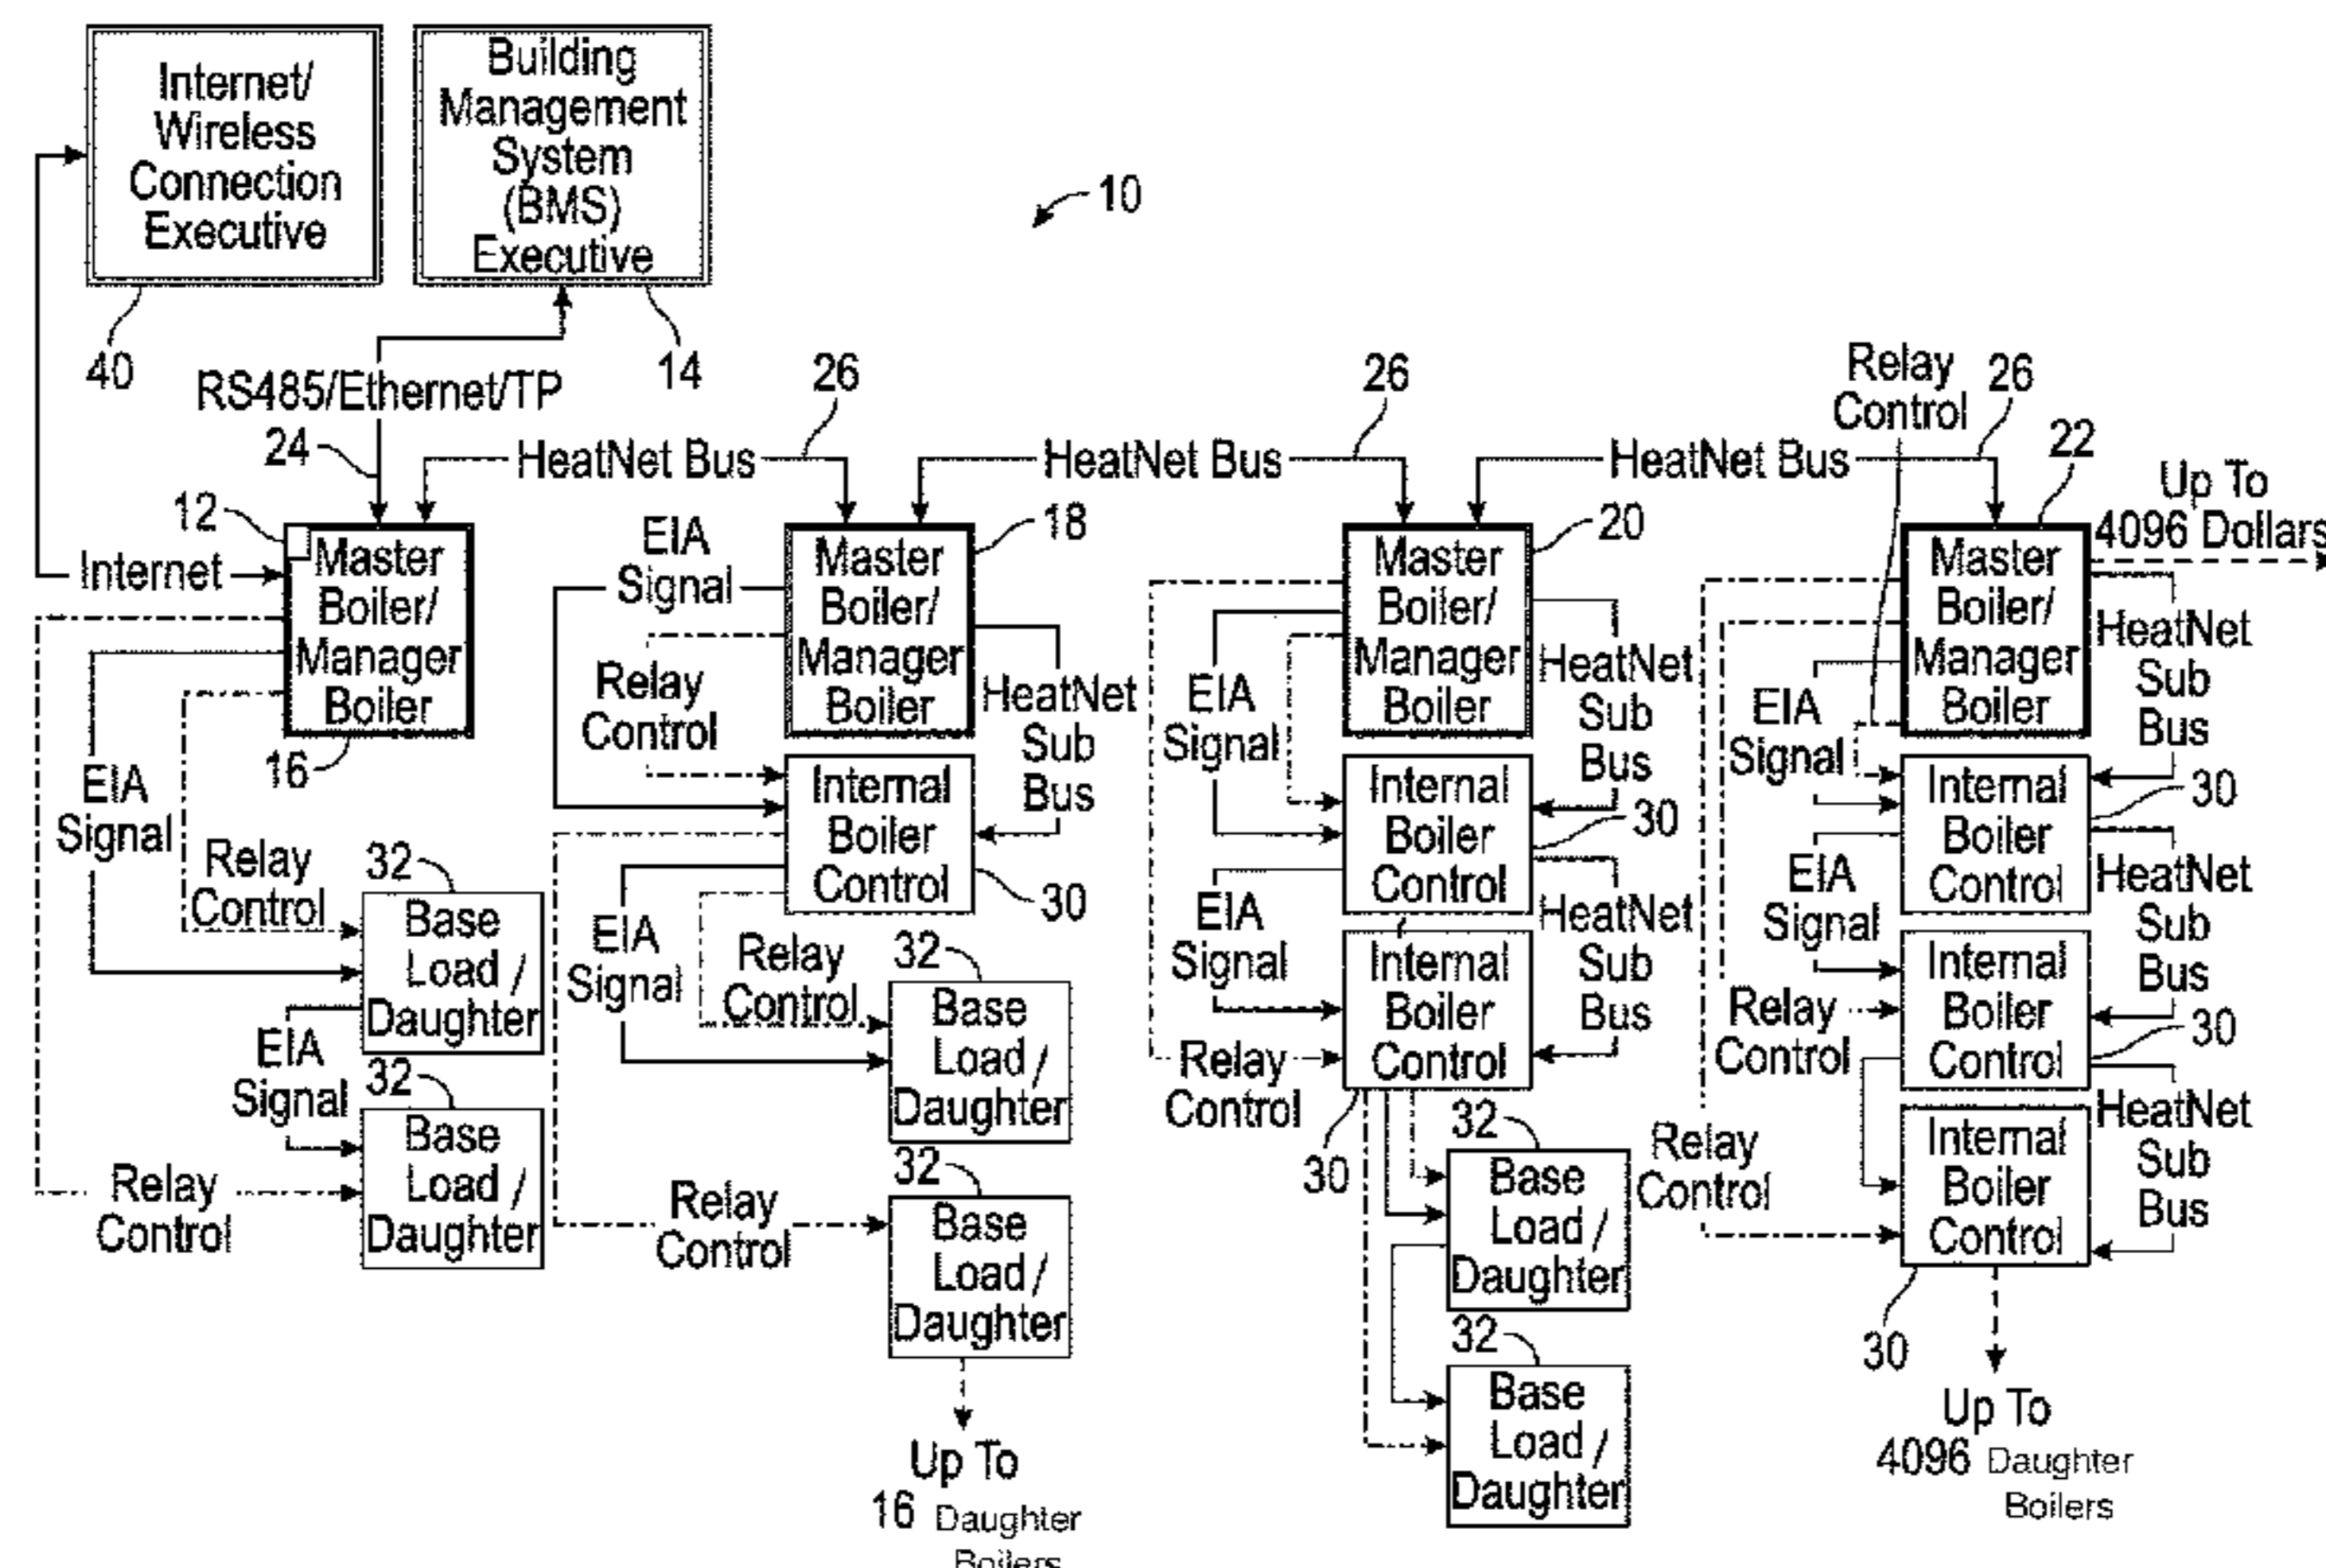 Internet/
Wireless
Connection
Executive
Building
Management
System
(BMS)
Executive
10
40
14
RS485/Ethernet/TP
24
26
26
Relay
Control
26
HeatNet Bus
HeatNet Bus
HeatNet Bus
22
Up To
4096 Dollars
12
18
20
Internet
Master
Boiler/
Manager
Boiler
16
EIA
Signal
Relay
Control
32
Base
Load /
Daughter
EIA
Signal
32
Base
Load /
Daughter
Relay
Control
EIA
Signal
Master
Boiler/
Manager
Boiler
Relay
Control
HeatNet
Sub
Bus
Internal
Boiler
Control
30
EIA
Signal
Relay
Control
32
Base
Load /
Daughter
32
Relay
Control
Base
Load /
Daughter
Up To
16 Daughter
Boilers
Master
Boiler/
Manager
Boiler
EIA
Signal
HeatNet
Sub
Bus
Internal
Boiler
Control
30
EIA
Signal
HeatNet
Sub
Bus
Internal
Boiler
Control
Relay
Control
30
32
Base
Load /
Daughter
32
Base
Load /
Daughter
Master
Boiler/
Manager
Boiler
EIA
Signal
HeatNet
Sub
Bus
Internal
Boiler
Control
30
EIA
Signal
HeatNet
Sub
Bus
Internal
Boiler
Control
Relay
Control
30
HeatNet
Sub
Bus
Relay
Control
Internal
Boiler
Control
30
Up To
4096 Daughter
Boilers